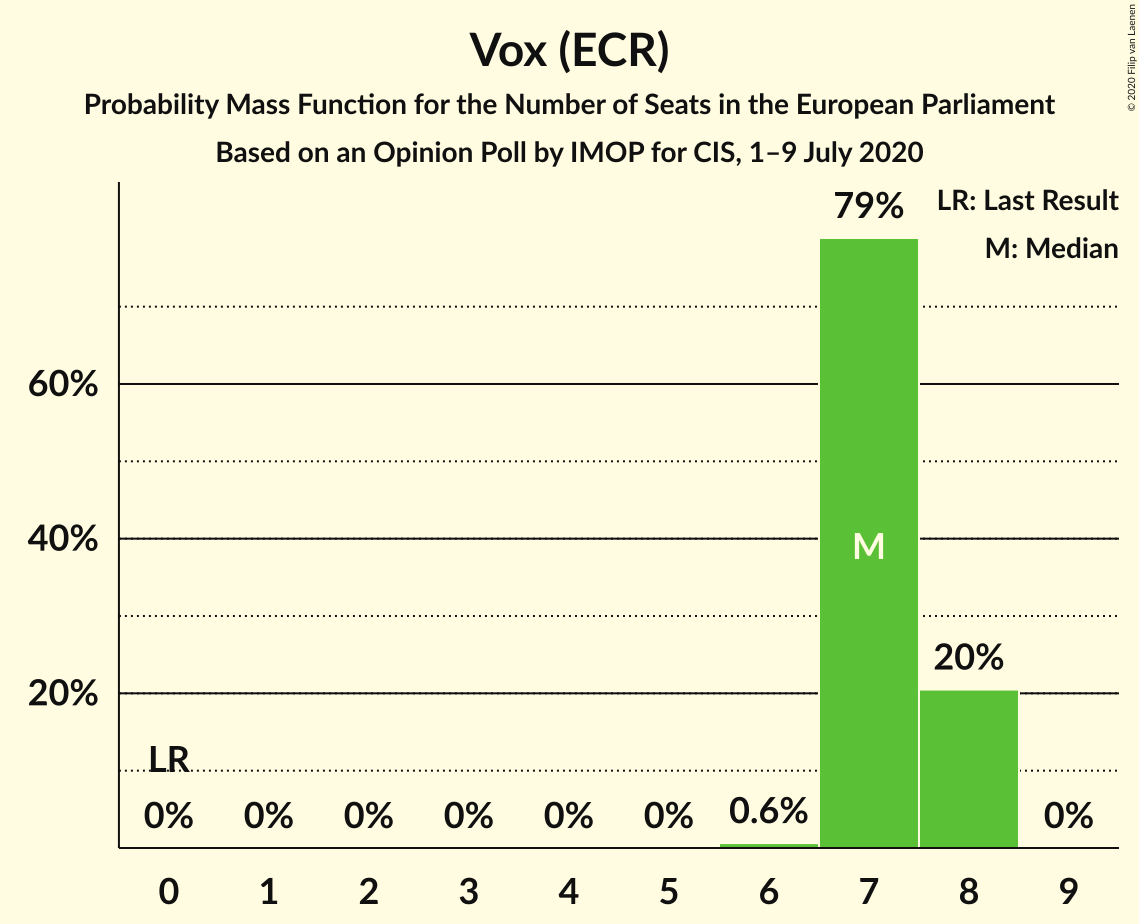 Vox (ECR)
Probability Mass Function for the Number of Seats in the European Parliament
Based on an Opinion Poll by IMOP for CIS, 1–9 July 2020
© 2020 Filip van Laenen
LR: Last Result
M: Median
79%
60%
40%
M
20%
20%
LR
0%
0%
0%
0%
0%
0%
0.6%
0%
0
1
2
3
4
5
6
7
8
9